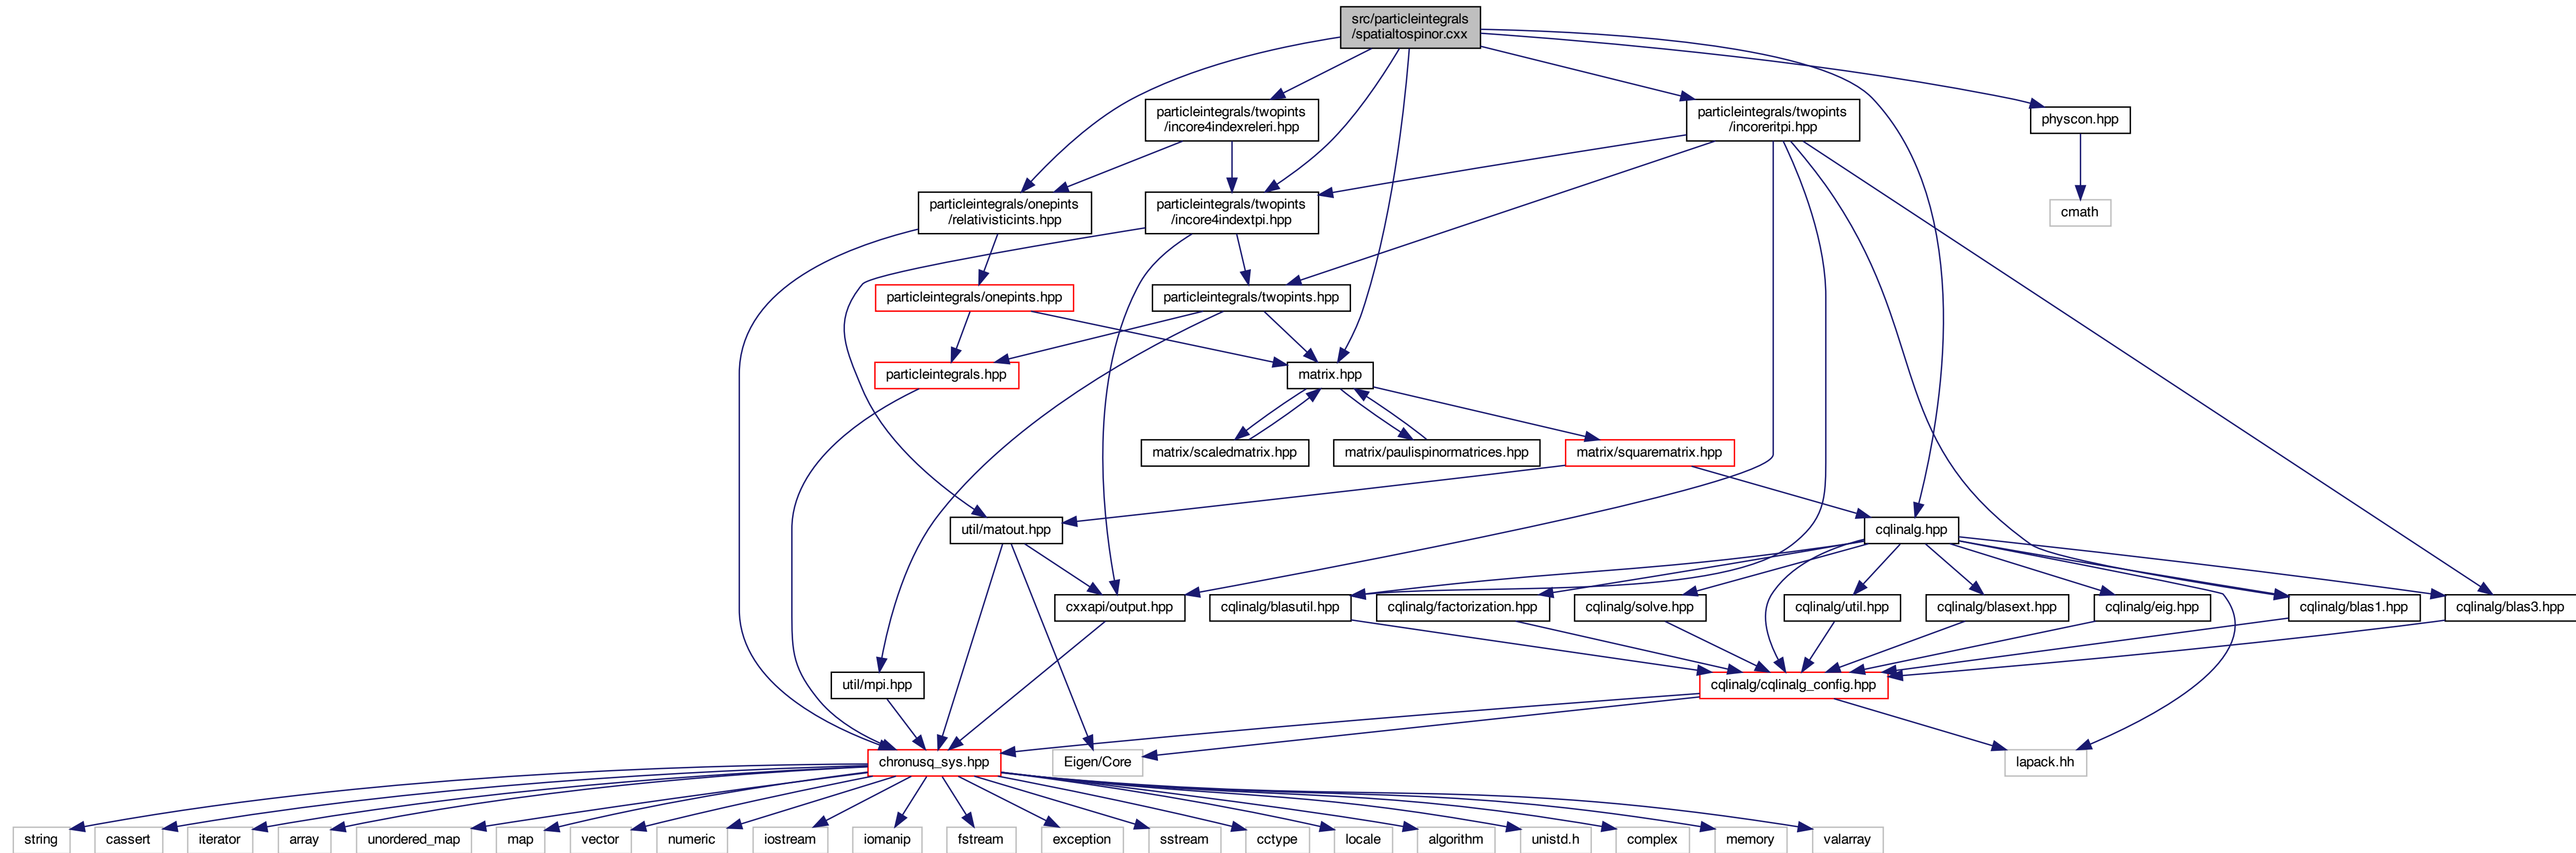 src/particleintegrals
/spatialtospinor.cxx
particleintegrals/twopints
/incore4indexreleri.hpp
particleintegrals/twopints
/incoreritpi.hpp
physcon.hpp
particleintegrals/onepints
/relativisticints.hpp
particleintegrals/twopints
/incore4indextpi.hpp
cmath
particleintegrals/onepints.hpp
particleintegrals/twopints.hpp
particleintegrals.hpp
matrix.hpp
matrix/scaledmatrix.hpp
matrix/paulispinormatrices.hpp
matrix/squarematrix.hpp
util/matout.hpp
cqlinalg.hpp
cxxapi/output.hpp
cqlinalg/blasutil.hpp
cqlinalg/factorization.hpp
cqlinalg/solve.hpp
cqlinalg/util.hpp
cqlinalg/blasext.hpp
cqlinalg/eig.hpp
cqlinalg/blas1.hpp
cqlinalg/blas3.hpp
util/mpi.hpp
cqlinalg/cqlinalg_config.hpp
chronusq_sys.hpp
Eigen/Core
lapack.hh
string
cassert
iterator
array
unordered_map
map
vector
numeric
iostream
iomanip
fstream
exception
sstream
cctype
locale
algorithm
unistd.h
complex
memory
valarray